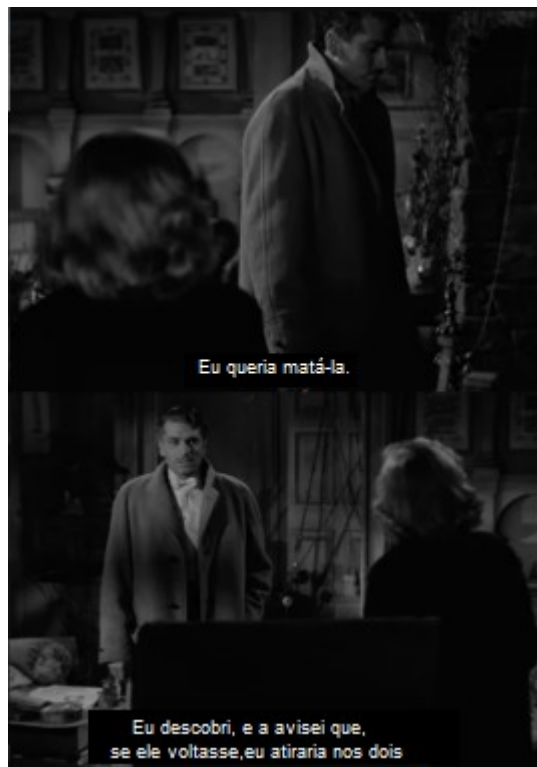 Eu queria matá-la.
Eu descobri, e a avisei que,
se ele voltasse,eu atiraria nos dois